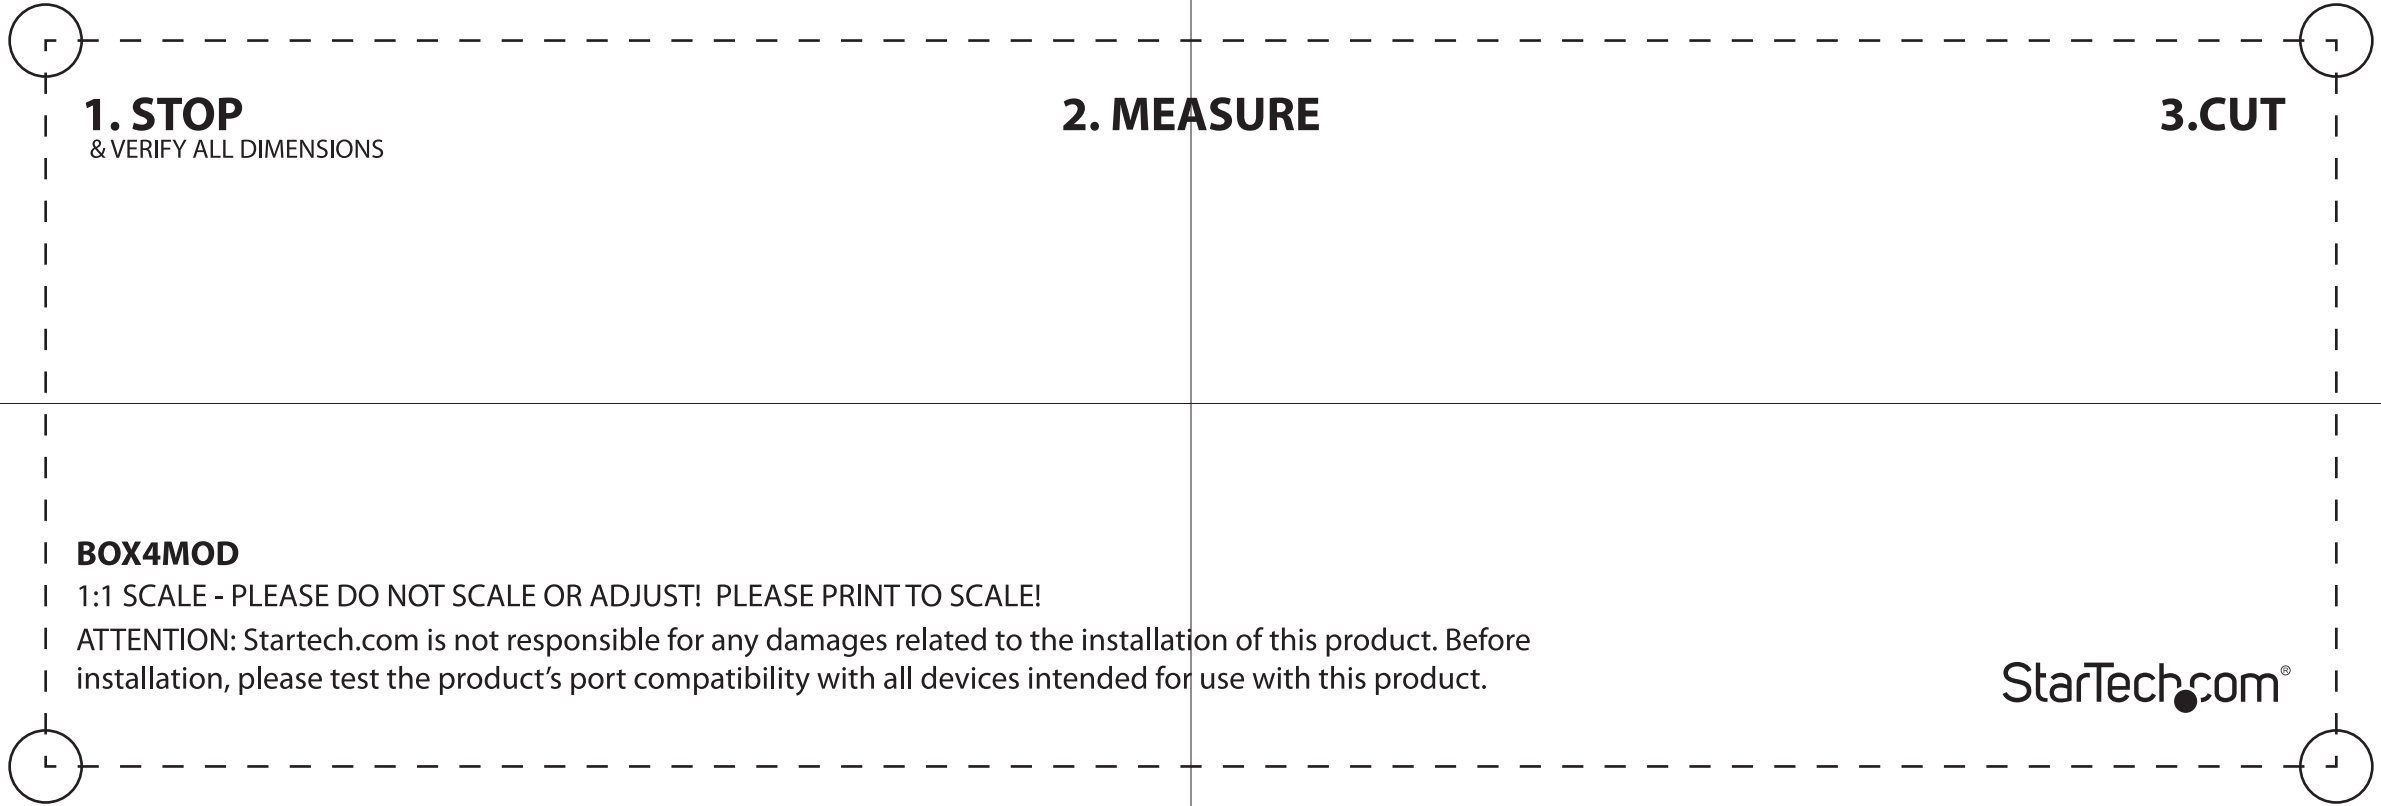 1. STOP
2. MEASURE
3.CUT
& VERIFY ALL DIMENSIONS
BOX4MOD
1:1 SCALE - PLEASE DO NOT SCALE OR ADJUST!  PLEASE PRINT TO SCALE!
ATTENTION: Startech.com is not responsible for any damages related to the installation of this product. Before
installation, please test the product’s port compatibility with all devices intended for use with this product.
StarTech.com®